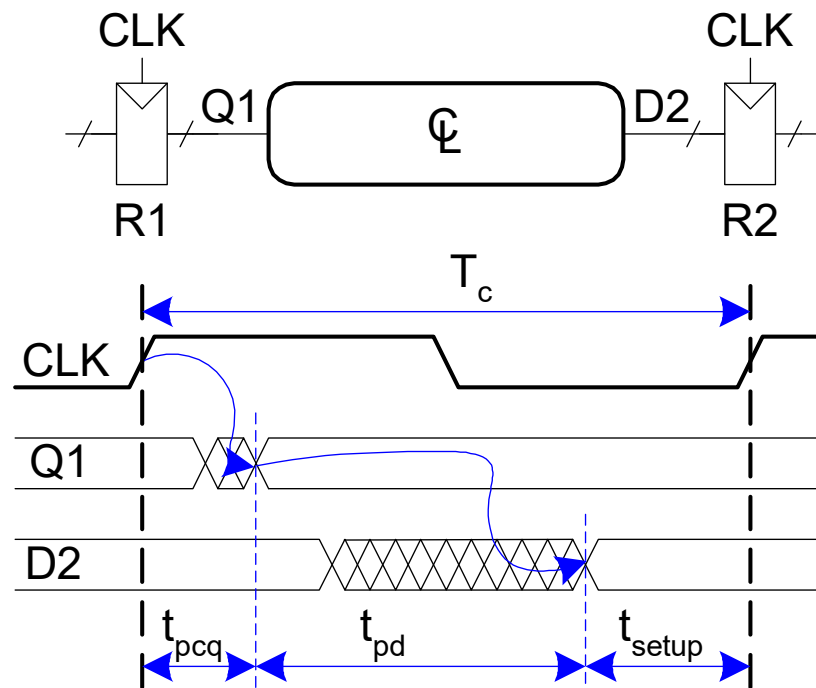 CLK CLK
Q1 CL D2
R1 R2
Tc
CLK
Q1
D2
tpcq tpd tsetup